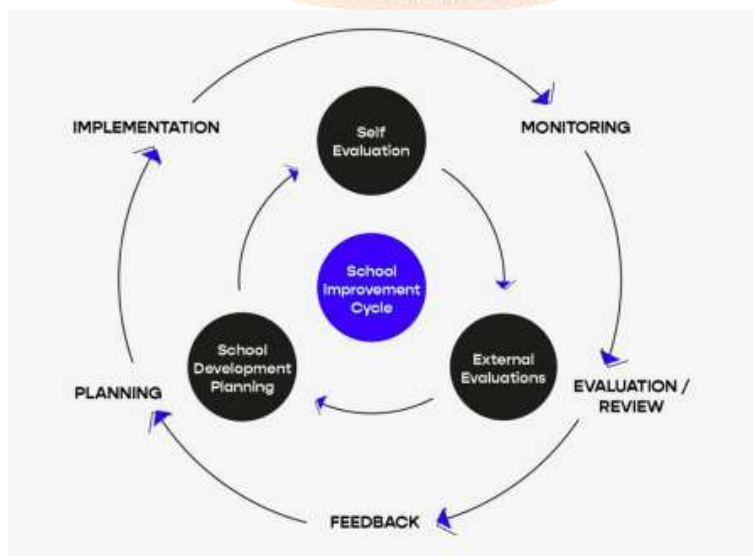 IMPLEMENTATION
MONITORING
Self
Evaluation
School
Improvement
Cycle
School
Development
Planning
External
Evaluations
PLANNING
EVALUATION /
REVIEW
FEEDBACK